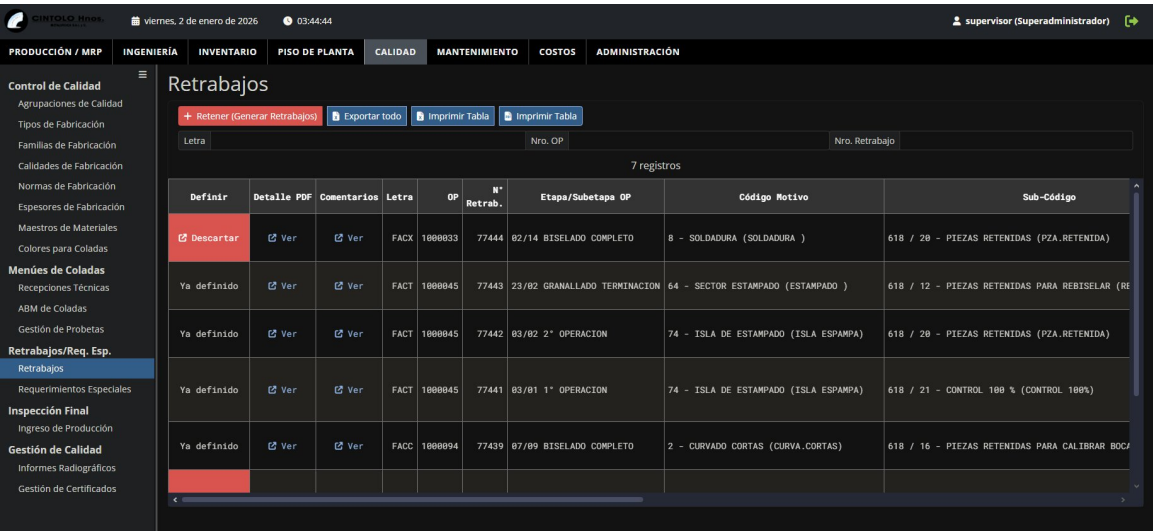 CINTOLO Hnos.
viernes, 2 de enero de 2026
03:44:44
supervisor (Superadministrador)
PRODUCCIÓN / MRP INGENIERÍA INVENTARIO PISO DE PLANTA CALIDAD MANTENIMIENTO COSTOS ADMINISTRACIÓN
Control de Calidad
Agrupaciones de Calidad
Tipos de Fabricación
Familias de Fabricación
Calidades de Fabricación
Normas de Fabricación
Espesores de Fabricación
Maestros de Materiales
Colores para Coladas
Menúes de Coladas
Recepciones Técnicas
ABM de Coladas
Gestión de Probetas
Retrabajos/Req. Esp.
Retrabajos
Requerimientos Especiales
Inspección Final
Ingreso de Producción
Gestión de Calidad
Informes Radiográficos
Gestión de Certificados
Retrabajos
+ Retener (Generar Retrabajos) Exportar todo Imprimir Tabla Imprimir Tabla
Letra Nro. OP Nro. Retrabajo
7 registros
Definir Detalle PDF Comentarios Letra OP N° Retrab. Etapa/Subetapa OP Código Motivo Sub-Código
Descartar Ver Ver FACX 1000033 77444 02/14 BISELADO COMPLETO 8 - SOLDADURA (SOLDADURA ) 618 / 20 - PIEZAS RETENIDAS (PZA.RETENIDA)
Ya definido Ver Ver FACT 1000045 77443 23/02 GRANALLADO TERMINACION 64 - SECTOR ESTAMPADO (ESTAMPADO ) 618 / 12 - PIEZAS RETENIDAS PARA REBISELAR (RE
Ya definido Ver Ver FACT 1000045 77442 03/02 2° OPERACION 74 - ISLA DE ESTAMPADO (ISLA ESPAMPA) 618 / 20 - PIEZAS RETENIDAS (PZA.RETENIDA)
Ya definido Ver Ver FACT 1000045 77441 03/01 1° OPERACION 74 - ISLA DE ESTAMPADO (ISLA ESPAMPA) 618 / 21 - CONTROL 100 % (CONTROL 100%)
Ya definido Ver Ver FACC 1000094 77439 07/09 BISELADO COMPLETO 2 - CURVADO CORTAS (CURVA.CORTAS) 618 / 16 - PIEZAS RETENIDAS PARA CALIBRAR BOCA